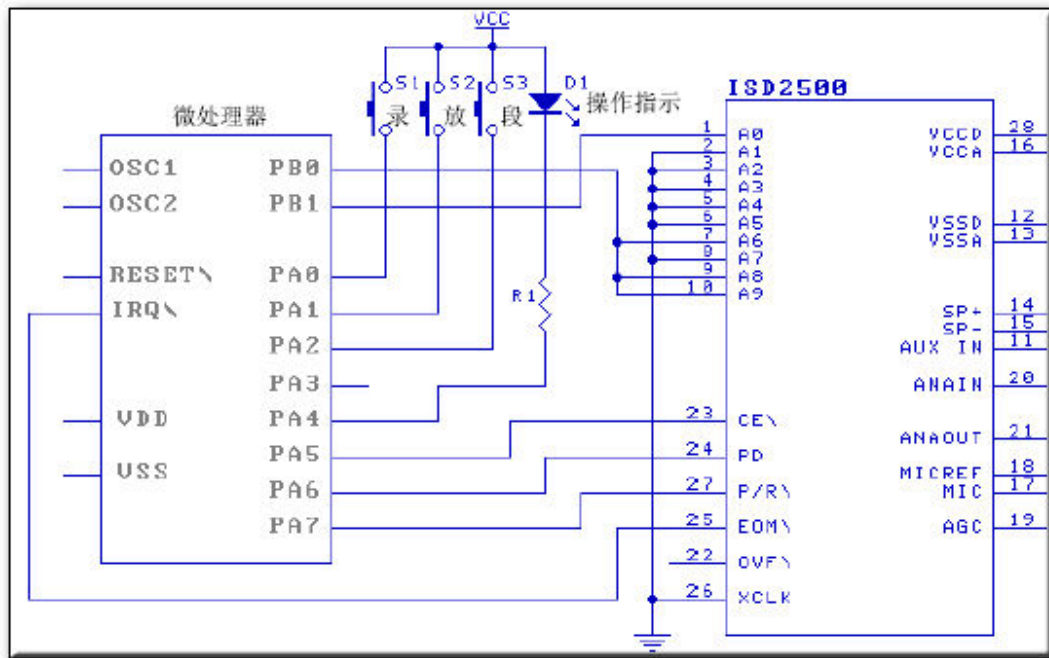 VCC
S1
S2
S3
D1
录
放
段
操作指示
微处理器
OSC1
OSC2
RESET\
IRQ\
VDD
VSS
PB0
PB1
PA0
PA1
PA2
PA3
PA4
PA5
PA6
PA7
R1
ISD2500
1 A0
2 A1
3 A2
4 A3
5 A4
6 A5
7 A6
8 A7
9 A8
10 A9
23 CE\
24 PD
27 P/R\
25 EOM\
22 OVF\
26 XCLK
VCCD 28
VCCA 16
VSSD 12
VSSA 13
SP+ 14
SP- 15
AUX IN 11
ANAIN 20
ANAOUT 21
MICREF 18
MIC 17
AGC 19